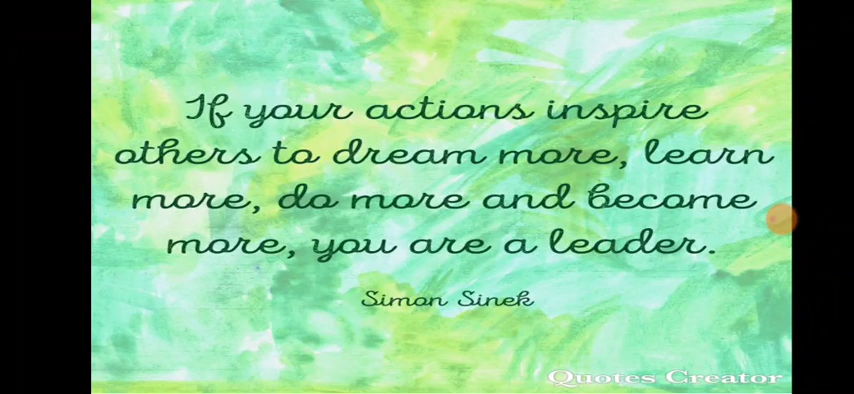 If your actions inspire
others to dream more, learn
more, do more and become
more, you are a leader.
Simon Sinek
Quotes Creator